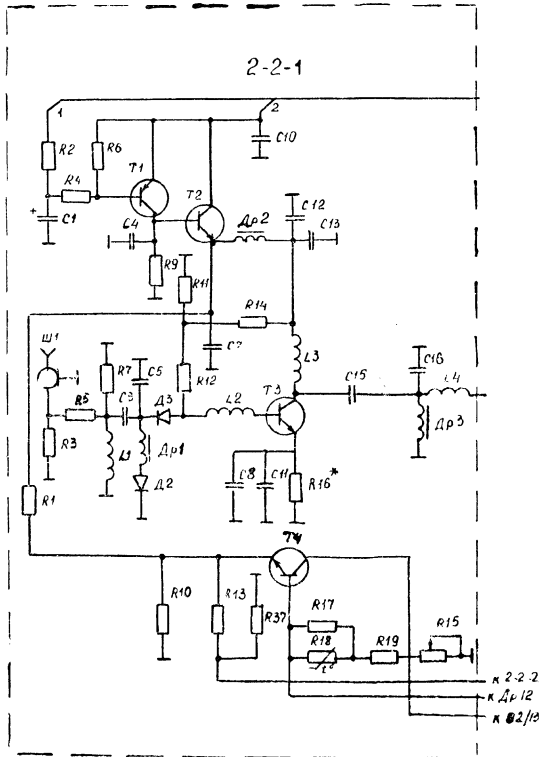 2-2-1
1
2
R2
R6
C10
T1
R4
T2
+
C1
C4
Др2
C12
C13
R9
R11
R14
Ш1
C7
L3
C16
R7
C5
R12
T3
C15
L4
R5
C3
Д3
L2
Др3
R3
L1
Др1
C8
C11
R16*
Д2
R1
T4
R10
R13
R37
R17
R18
R19
R15
-t°
к 2-2-2
к Др12